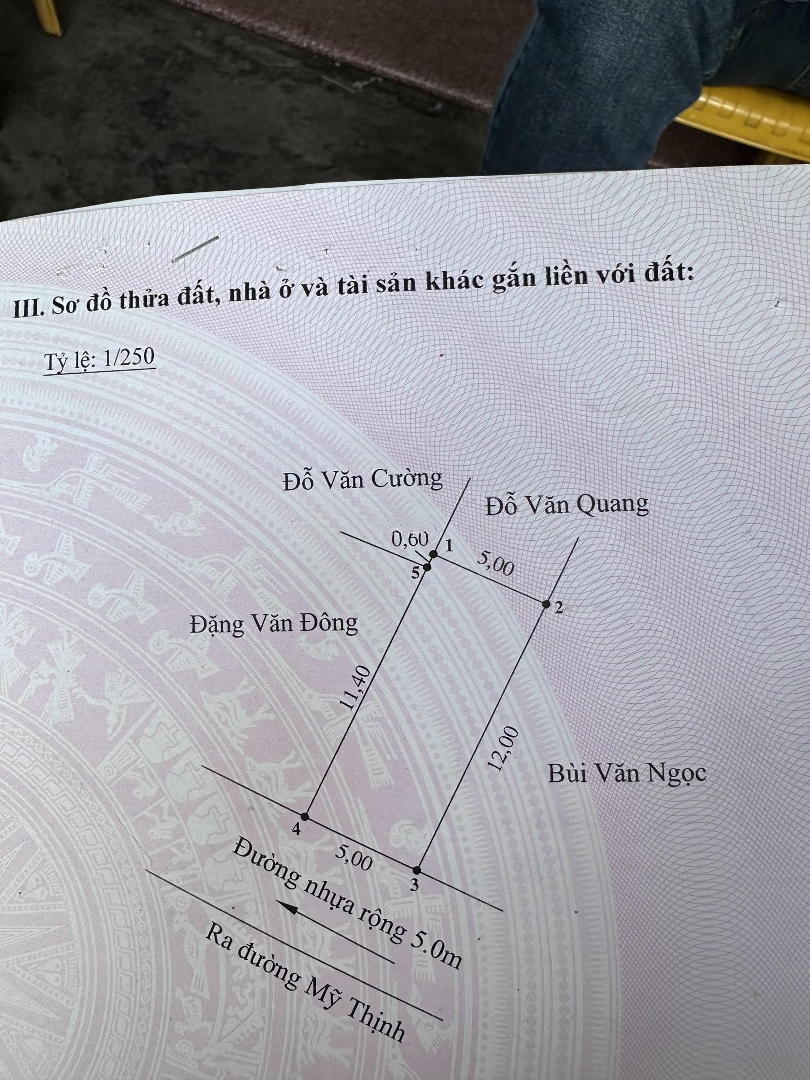 III. Sơ đồ thửa đất, nhà ở và tài sản khác gắn liền với đất:
Tỷ lệ: 1/250
Đỗ Văn Cường
Đỗ Văn Quang
0,60
1
5,00
5
2
Đặng Văn Đông
11,40
12,00
Bùi Văn Ngọc
4
5,00
3
Đường nhựa rộng 5.0m
Ra đường Mỹ Thịnh